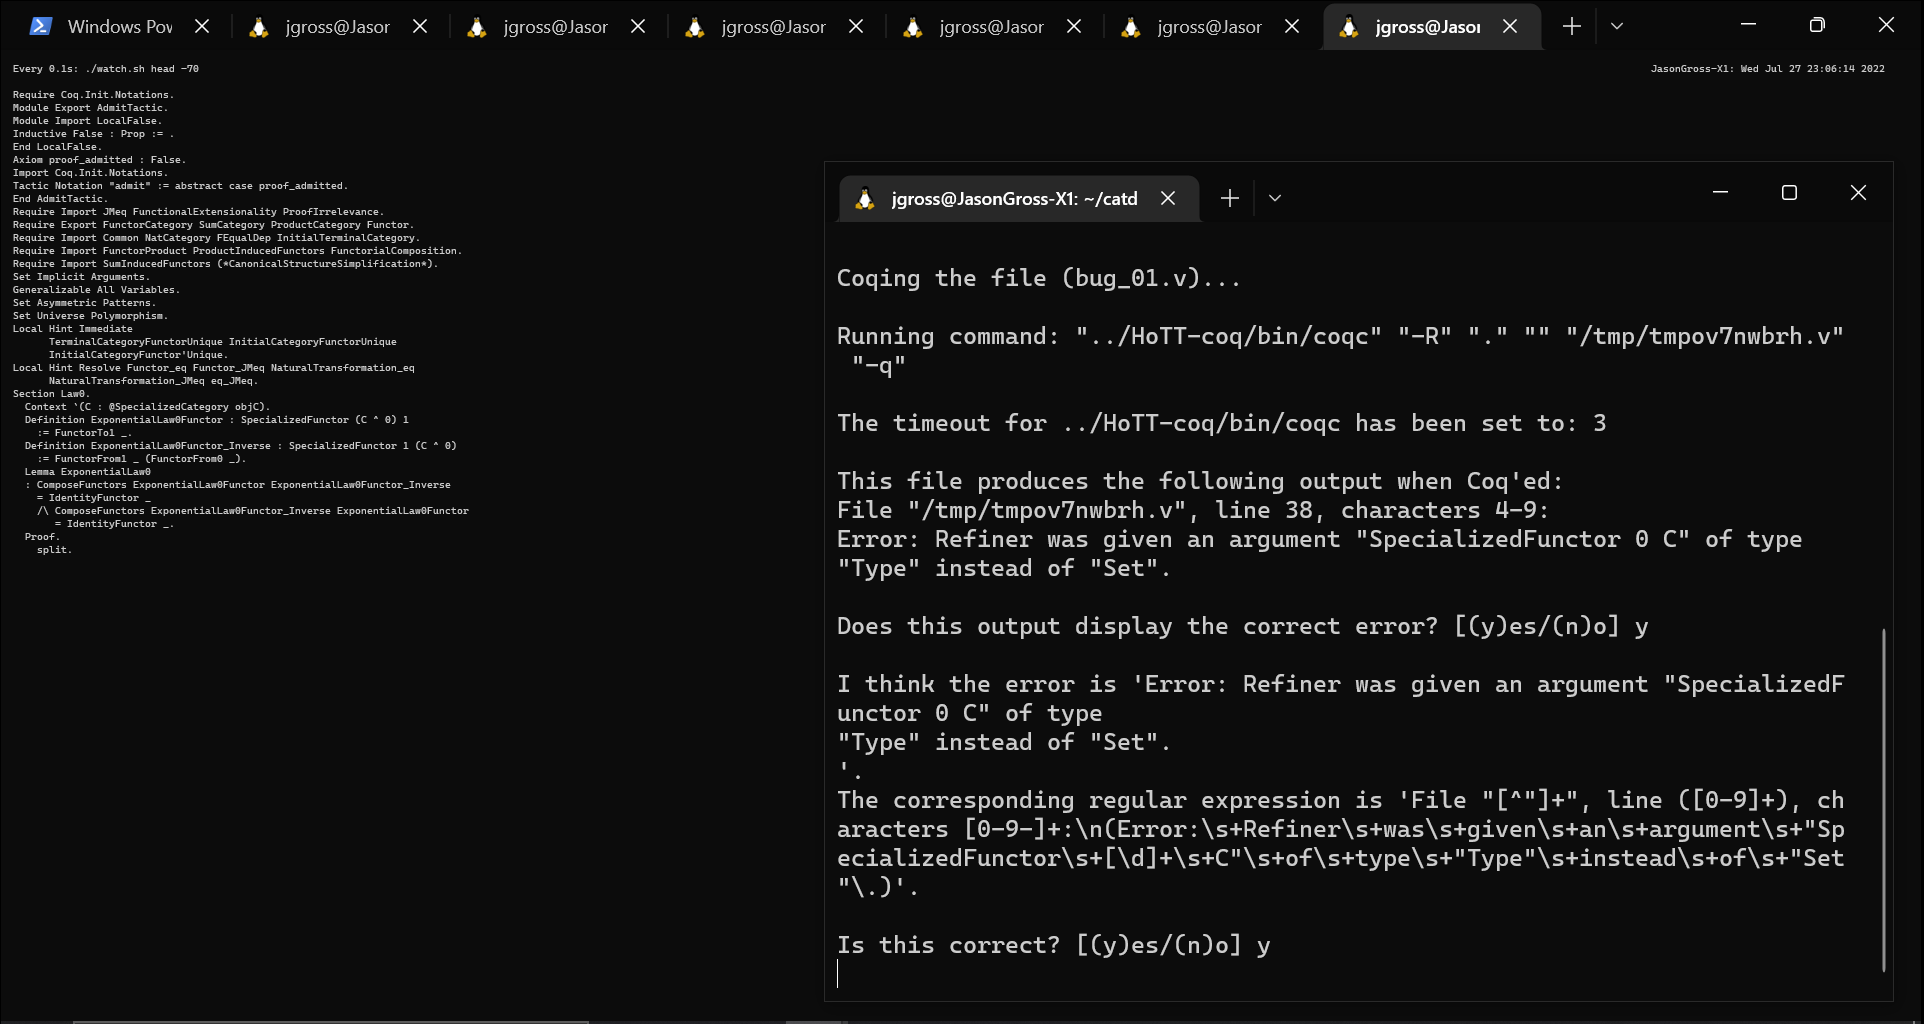 Windows Pov
jgross@Jasor
jgross@Jasor
jgross@Jasor
jgross@Jasor
jgross@Jasor
jgross@Jasor
Every 0.1s: ./watch.sh head -70
JasonGross-X1: Wed Jul 27 23:06:14 2022
Require Coq.Init.Notations.
Module Export AdmitTactic.
Module Import LocalFalse.
Inductive False : Prop := .
End LocalFalse.
Axiom proof_admitted : False.
Import Coq.Init.Notations.
Tactic Notation "admit" := abstract case proof_admitted.
End AdmitTactic.
Require Import JMeq FunctionalExtensionality ProofIrrelevance.
Require Export FunctorCategory SumCategory ProductCategory Functor.
Require Import Common NatCategory FEqualDep InitialTerminalCategory.
Require Import FunctorProduct ProductInducedFunctors FunctorialComposition.
Require Import SumInducedFunctors (*CanonicalStructureSimplification*).
Set Implicit Arguments.
Generalizable All Variables.
Set Asymmetric Patterns.
Set Universe Polymorphism.
Local Hint Immediate
      TerminalCategoryFunctorUnique InitialCategoryFunctorUnique
      InitialCategoryFunctor'Unique.
Local Hint Resolve Functor_eq Functor_JMeq NaturalTransformation_eq
      NaturalTransformation_JMeq eq_JMeq.
Section Law0.
  Context `(C : @SpecializedCategory objC).
  Definition ExponentialLaw0Functor : SpecializedFunctor (C ^ 0) 1
    := FunctorTo1 _.
  Definition ExponentialLaw0Functor_Inverse : SpecializedFunctor 1 (C ^ 0)
    := FunctorFrom1 _ (FunctorFrom0 _).
  Lemma ExponentialLaw0
  : ComposeFunctors ExponentialLaw0Functor ExponentialLaw0Functor_Inverse
    = IdentityFunctor _
    /\ ComposeFunctors ExponentialLaw0Functor_Inverse ExponentialLaw0Functor
       = IdentityFunctor _.
  Proof.
    split.
jgross@JasonGross-X1: ~/catd
Coqing the file (bug_01.v)...
Running command: "../HoTT-coq/bin/coqc" "-R" "." "" "/tmp/tmpov7nwbrh.v"
 "-q"
The timeout for ../HoTT-coq/bin/coqc has been set to: 3
This file produces the following output when Coq'ed:
File "/tmp/tmpov7nwbrh.v", line 38, characters 4-9:
Error: Refiner was given an argument "SpecializedFunctor 0 C" of type
"Type" instead of "Set".
Does this output display the correct error? [(y)es/(n)o] y
I think the error is 'Error: Refiner was given an argument "SpecializedF
unctor 0 C" of type
"Type" instead of "Set".
'.
The corresponding regular expression is 'File "[^"]+", line ([0-9]+), ch
aracters [0-9-]+:\n(Error:\s+Refiner\s+was\s+given\s+an\s+argument\s+"Sp
ecializedFunctor\s+[\d]+\s+C"\s+of\s+type\s+"Type"\s+instead\s+of\s+"Set
"\.)'.
Is this correct? [(y)es/(n)o] y